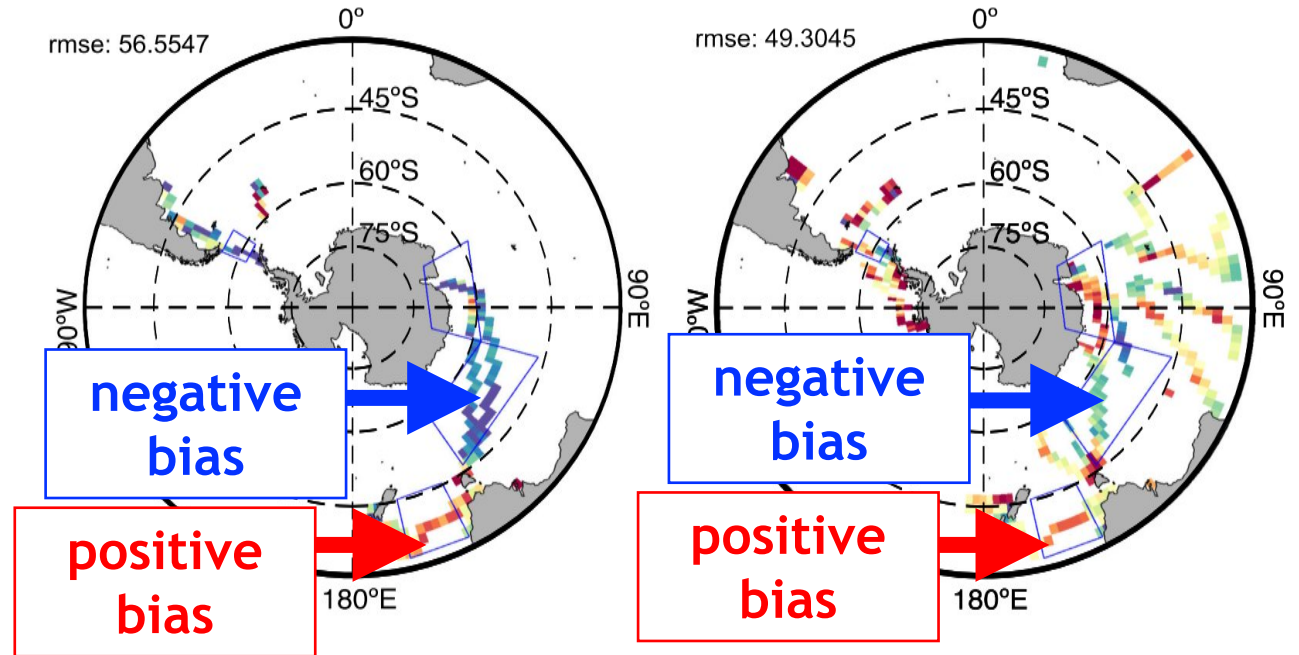 0º
rmse: 56.5547
45ºS
60ºS
75ºS
90ºW
90ºE
negative
bias
positive
bias
180ºE
0º
rmse: 49.3045
45ºS
60ºS
75ºS
0ºW
90ºE
negative
bias
positive
bias
180ºE